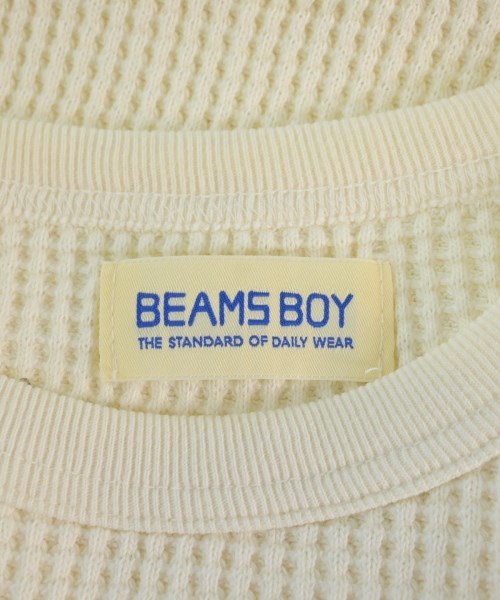 BEAMS BOY
THE STANDARD OF DAILY WEAR